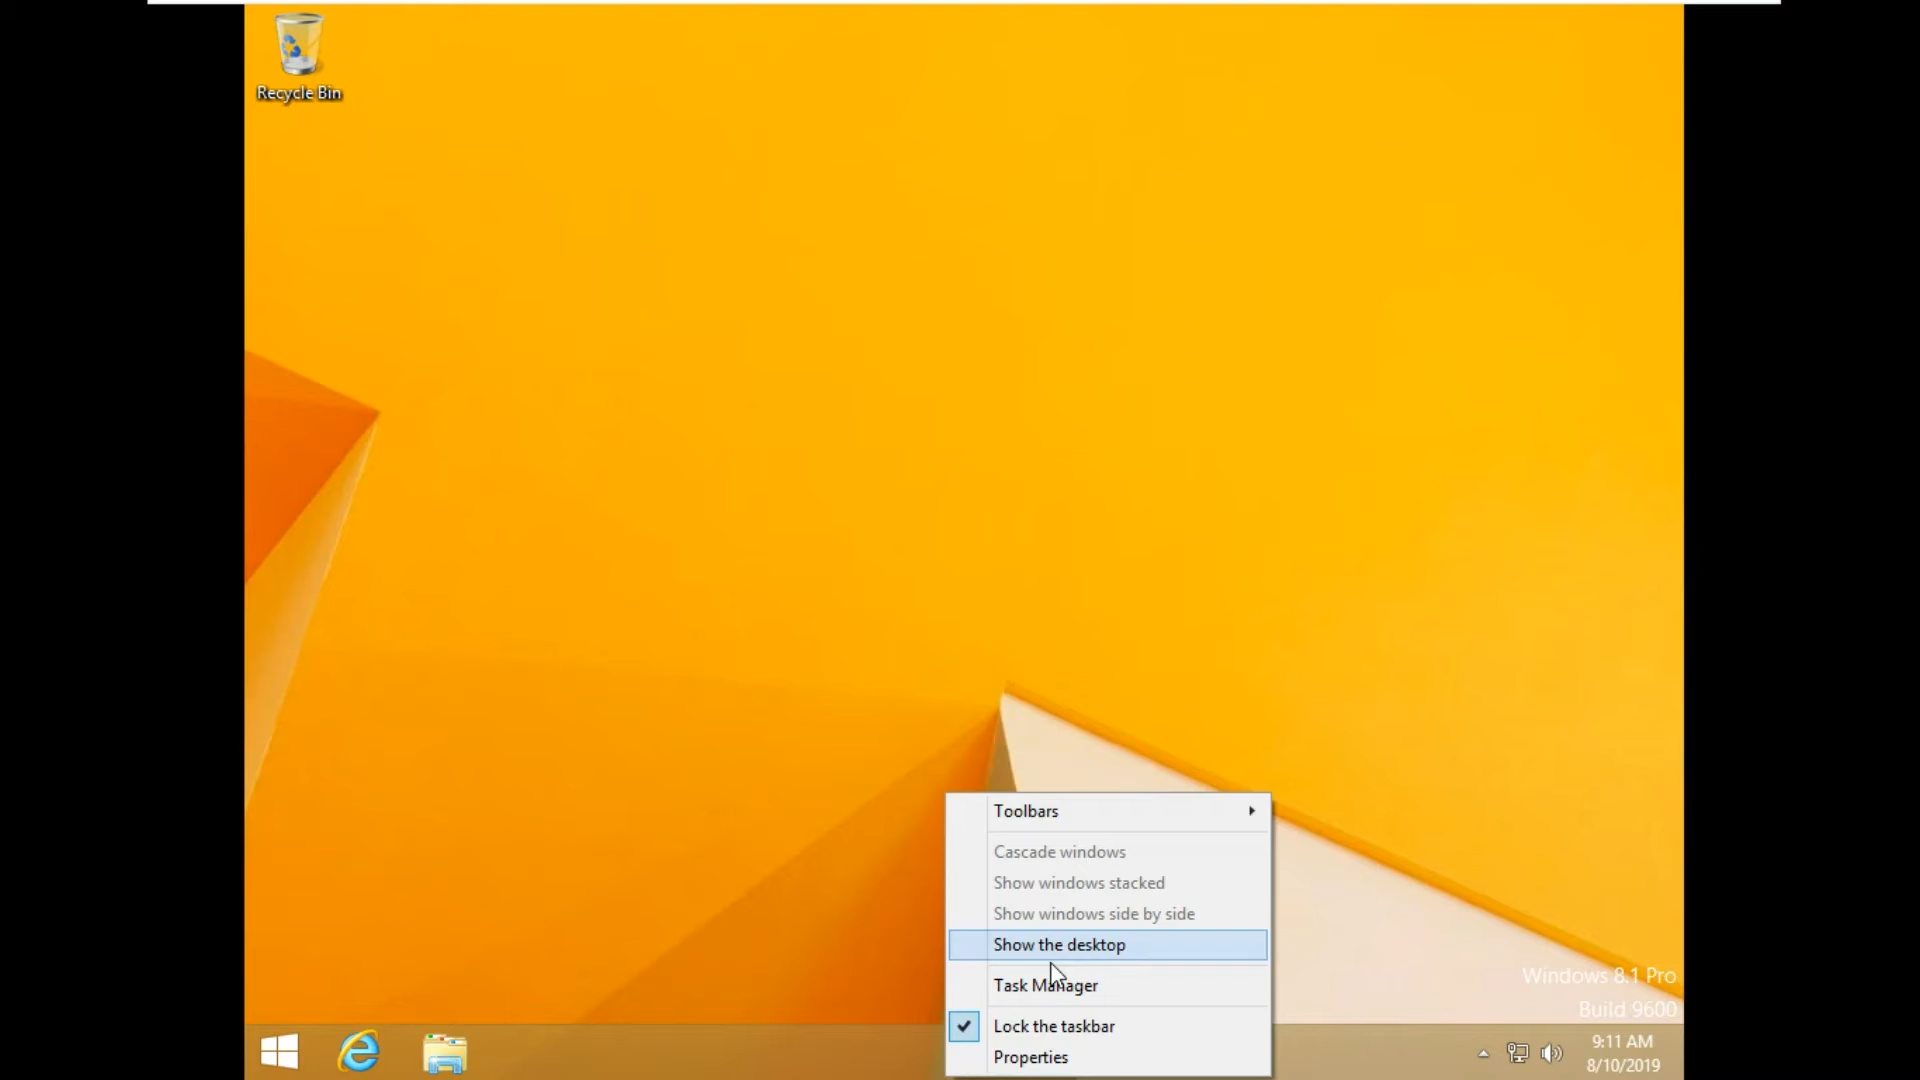 Recycle Bin
Toolbars
Cascade windows
Show windows stacked
Show windows side by side
Show the desktop
Task Manager
Lock the taskbar
Properties
Windows 8.1 Pro
Build 9600
9:11 AM
8/10/2019